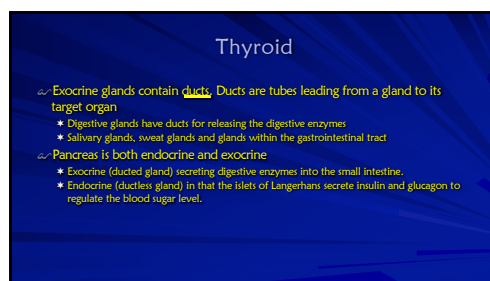 Thyroid
Exocrine glands contain ducts. Ducts are tubes leading from a gland to its
target organ
Digestive glands have ducts for releasing the digestive enzymes
Salivary glands, sweat glands and glands within the gastrointestinal tract
Pancreas is both endocrine and exocrine
Exocrine (ducted gland) secreting digestive enzymes into the small intestine.
Endocrine (ductless gland) in that the islets of Langerhans secrete insulin and glucagon to
regulate the blood sugar level.